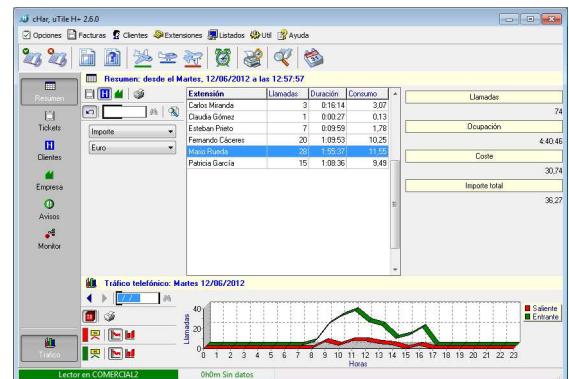 cHar, uTile H+ 2.6.0
Opciones Facturas Clientes Extensiones Listados Util Ayuda
Resumen: desde el Martes, 12/06/2012 a las 12:57:57
Resumen
Tickets
Clientes
Empresa
Avisos
Monitor
Tráfico
Importe
Euro
Extensión Llamadas Duración Consumo
Carlos Miranda 3 0:16:14 3,07
Claudia Gómez 1 0:00:27 0,13
Esteban Prieto 7 0:09:59 1,78
Fernando Cáceres 20 1:09:53 10,25
Mario Rueda 28 1:55:37 11,55
Patricia García 15 1:08:36 9,49
Llamadas
74
Ocupación
4:40:46
Coste
30,74
Importe total
36,27
Tráfico telefónico: Martes 12/06/2012
/ /
Llamadas
40
20
0
0 1 2 3 4 5 6 7 8 9 10 11 12 13 14 15 16 17 18 19 20 21 22 23
Horas
Saliente
Entrante
Lector en COMERCIAL2 0h0m Sin datos